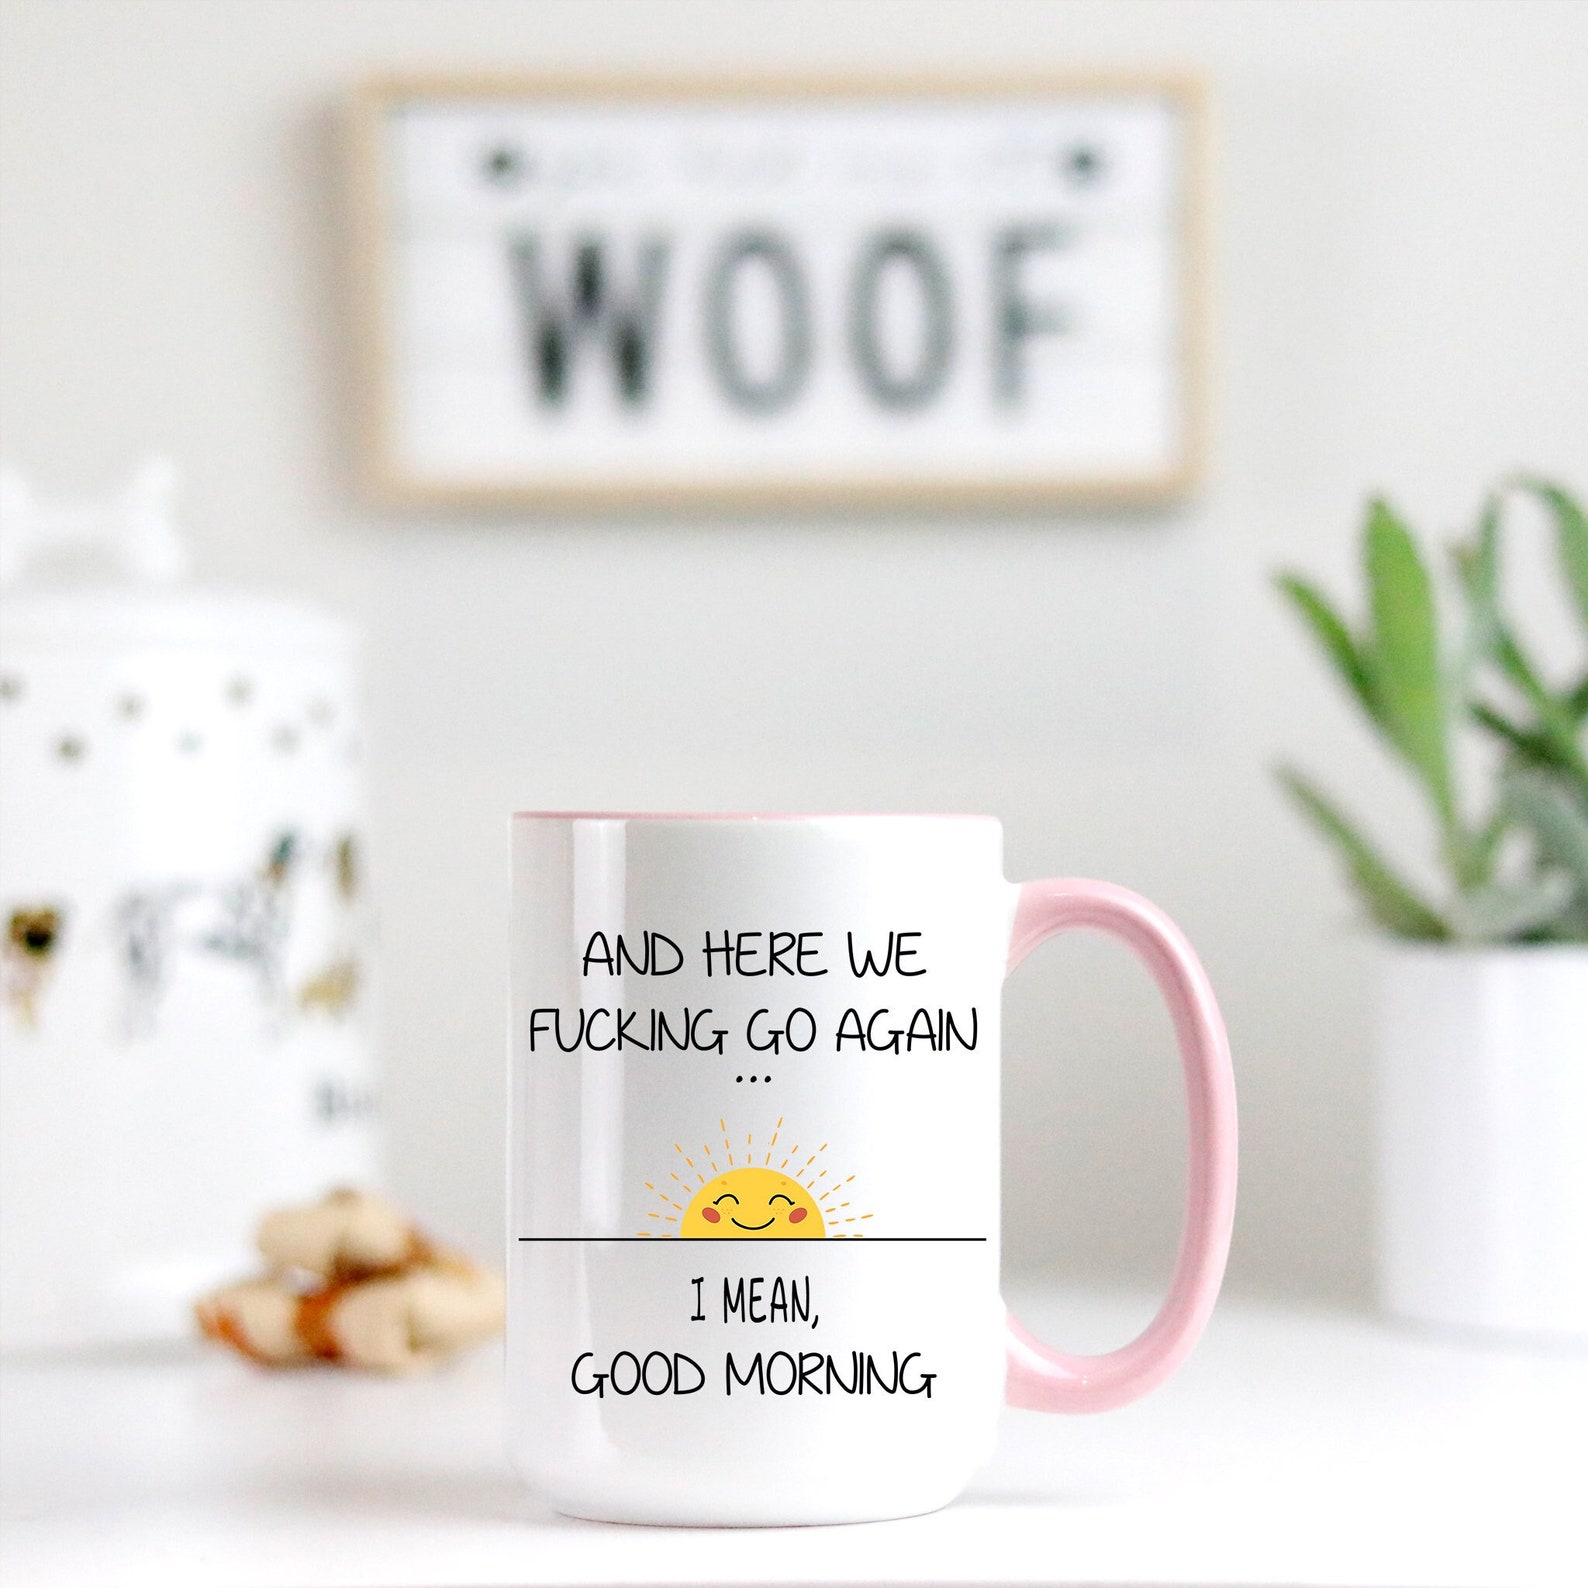 WOOF
AND HERE WE
FUCKING GO AGAIN
...
I MEAN,
GOOD MORNING